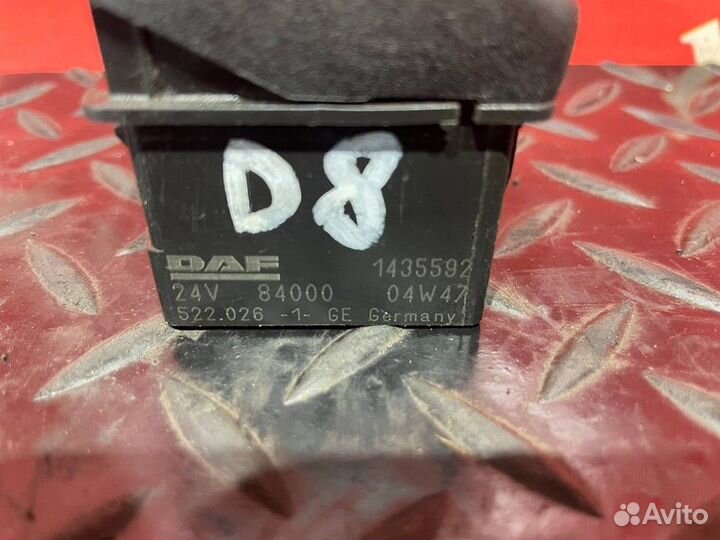 D8
DAF 1435592
24V 84000 04W47
522.026 -1- GE Germany
Avito